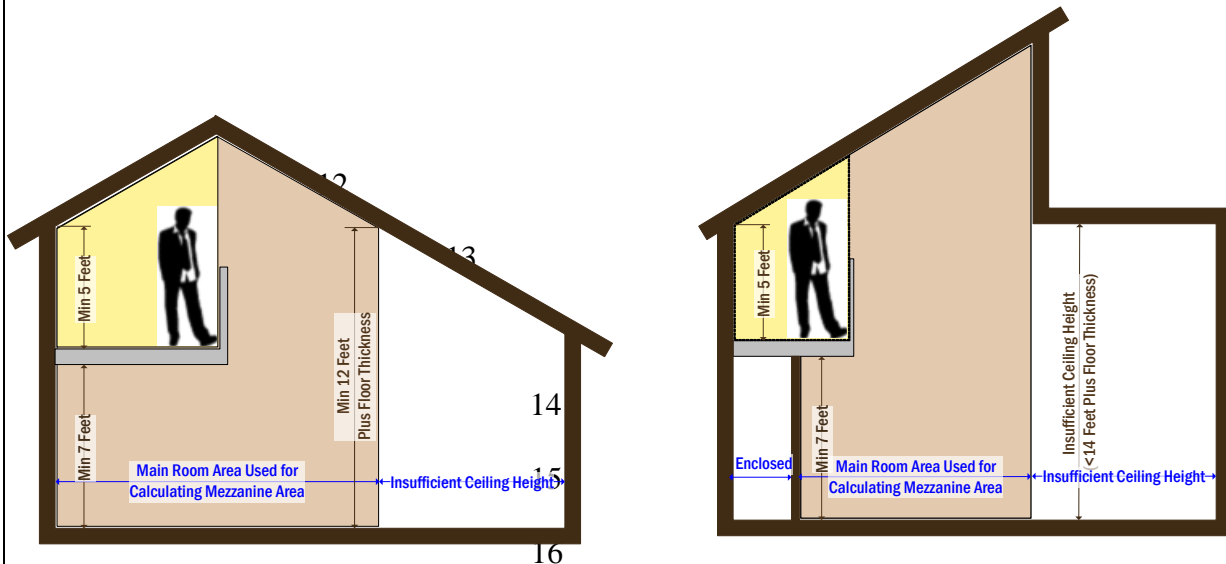 12
13
14
15
16
Min 5 Feet
Min 7 Feet
Min 12 Feet
Plus Floor Thickness
Main Room Area Used for
Calculating Mezzanine Area
Insufficient Ceiling Height
Min 5 Feet
Min 7 Feet
Enclosed
Main Room Area Used for
Calculating Mezzanine Area
Insufficient Ceiling Height
(<14 Feet Plus Floor Thickness)
Insufficient Ceiling Height